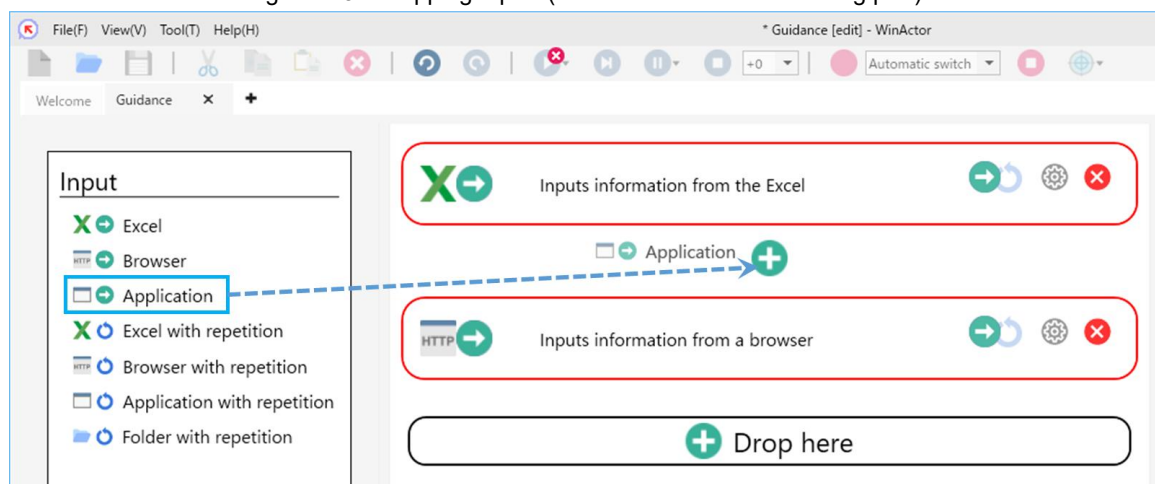 File(F) View(V) Tool(T) Help(H)
* Guidance [edit] - WinActor
+0
Automatic switch
Welcome Guidance
Input
Excel
HTTP Browser
Application
Excel with repetition
HTTP Browser with repetition
Application with repetition
Folder with repetition
Inputs information from the Excel
Application
HTTP Inputs information from a browser
Drop here